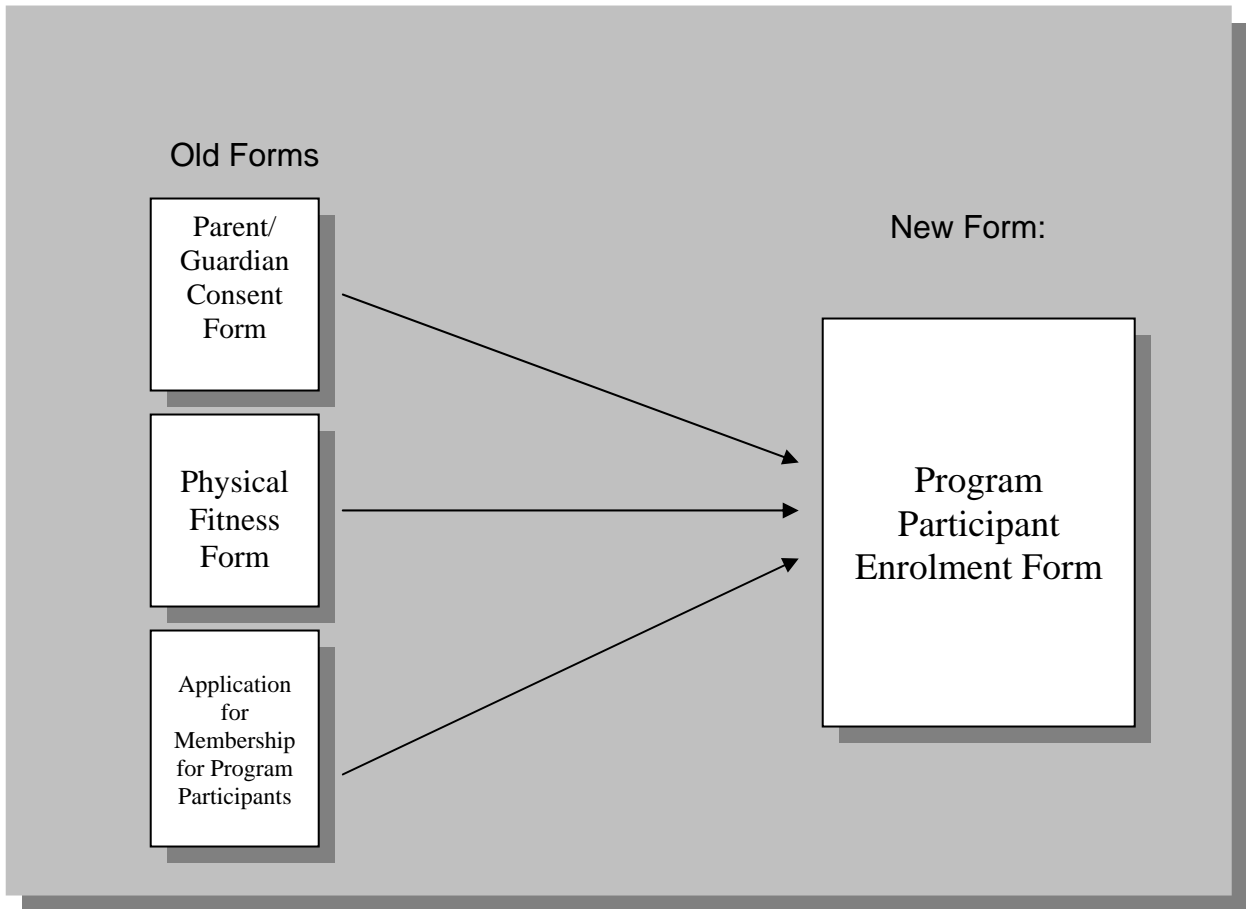 Old Forms
Parent/
Guardian
Consent
Form
Physical
Fitness
Form
Application
for
Membership
for Program
Participants
New Form:
Program
Participant
Enrolment Form